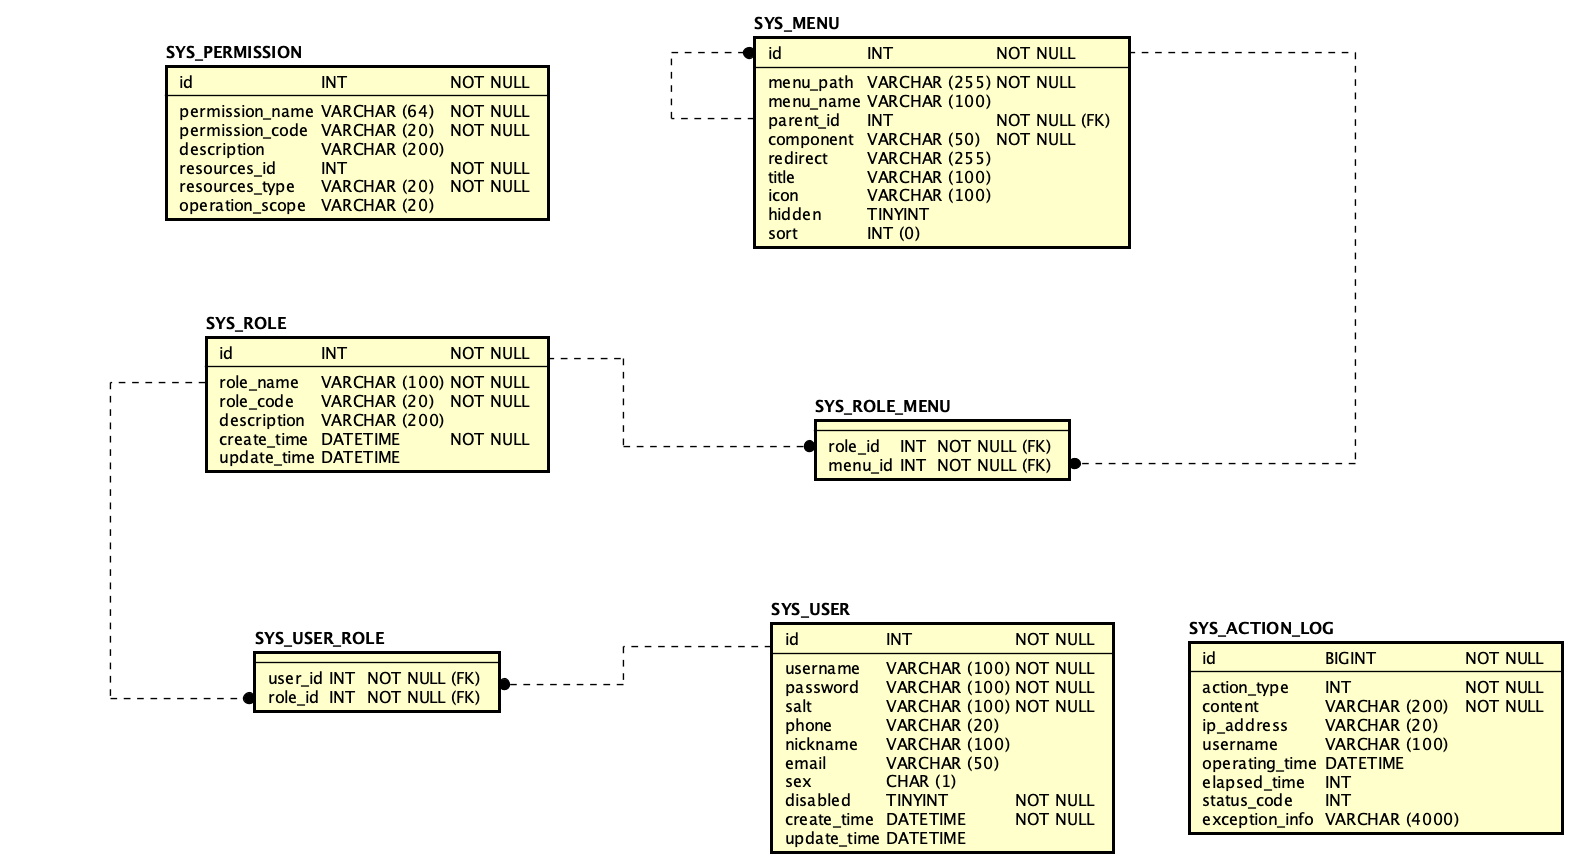 SYS_PERMISSION
id INT NOT NULL
permission_name VARCHAR (64) NOT NULL
permission_code VARCHAR (20) NOT NULL
description VARCHAR (200)
resources_id INT NOT NULL
resources_type VARCHAR (20) NOT NULL
operation_scope VARCHAR (20)
SYS_MENU
id INT NOT NULL
menu_path VARCHAR (255) NOT NULL
menu_name VARCHAR (100)
parent_id INT NOT NULL (FK)
component VARCHAR (50) NOT NULL
redirect VARCHAR (255)
title VARCHAR (100)
icon VARCHAR (100)
hidden TINYINT
sort INT (0)
SYS_ROLE
id INT NOT NULL
role_name VARCHAR (100) NOT NULL
role_code VARCHAR (20) NOT NULL
description VARCHAR (200)
create_time DATETIME NOT NULL
update_time DATETIME
SYS_ROLE_MENU
role_id INT NOT NULL (FK)
menu_id INT NOT NULL (FK)
SYS_USER_ROLE
user_id INT NOT NULL (FK)
role_id INT NOT NULL (FK)
SYS_USER
id INT NOT NULL
username VARCHAR (100) NOT NULL
password VARCHAR (100) NOT NULL
salt VARCHAR (100) NOT NULL
phone VARCHAR (20)
nickname VARCHAR (100)
email VARCHAR (50)
sex CHAR (1)
disabled TINYINT NOT NULL
create_time DATETIME NOT NULL
update_time DATETIME
SYS_ACTION_LOG
id BIGINT NOT NULL
action_type INT NOT NULL
content VARCHAR (200) NOT NULL
ip_address VARCHAR (20)
username VARCHAR (100)
operating_time DATETIME
elapsed_time INT
status_code INT
exception_info VARCHAR (4000)